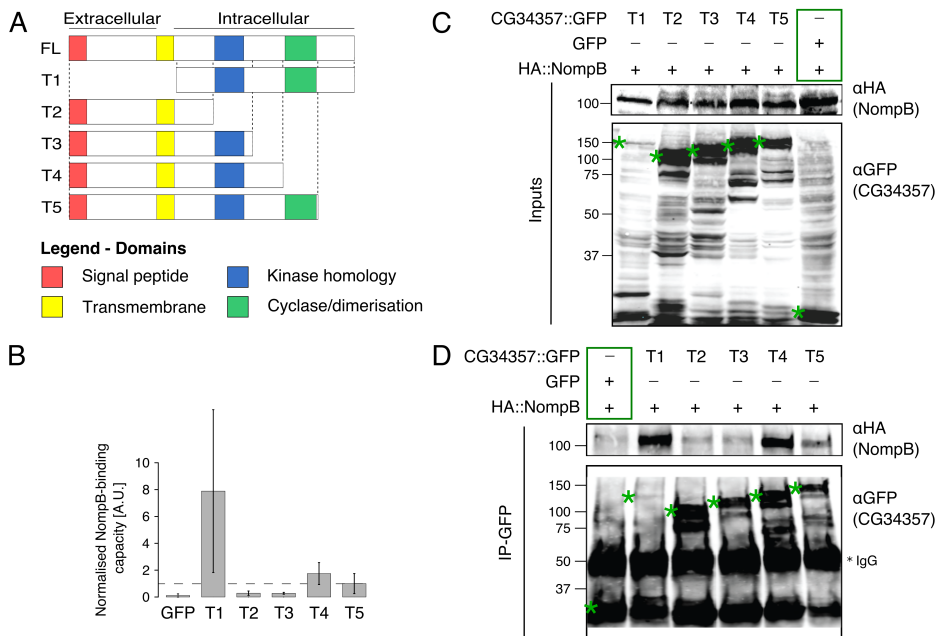 A
Extracellular Intracellular
FL
T1
T2
T3
T4
T5
Legend - Domains
Signal peptide Kinase homology
Transmembrane Cyclase/dimerisation
B
Normalised NompB-binding
capacity [A.U.]
10
8
6
4
2
0
GFP T1 T2 T3 T4 T5
C
CG34357::GFP T1 T2 T3 T4 T5 –
GFP – – – – – +
HA::NompB + + + + + +
Inputs
100
αHA
(NompB)
150
100
75
50
37
αGFP
(CG34357)
D
CG34357::GFP – T1 T2 T3 T4 T5
GFP + – – – – –
HA::NompB + + + + + +
IP-GFP
100
αHA
(NompB)
150
100
75
50
37
αGFP
(CG34357)
* IgG